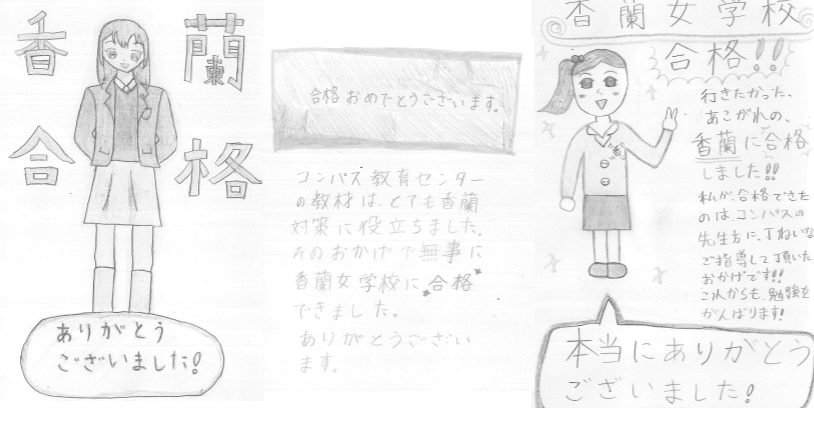 香蘭
合格
ありがとう
ございました!
合格おめでとうございます。
コンパス教育センター
の教材は、とても香蘭
対策に役立ちました。
そのおかげで無事に
香蘭女学校に合格
できました。
ありがとうござい
ます。
香蘭女学校
合格!!
行きたかった、
あこがれの、
香蘭に合格
しました!!
私が、合格できた
のは、コンパスの
先生方に、丁ねいな
ご指導して頂いた
おかげです!!
これからも、勉強を
がんばります!
本当にありがとう
ございました!